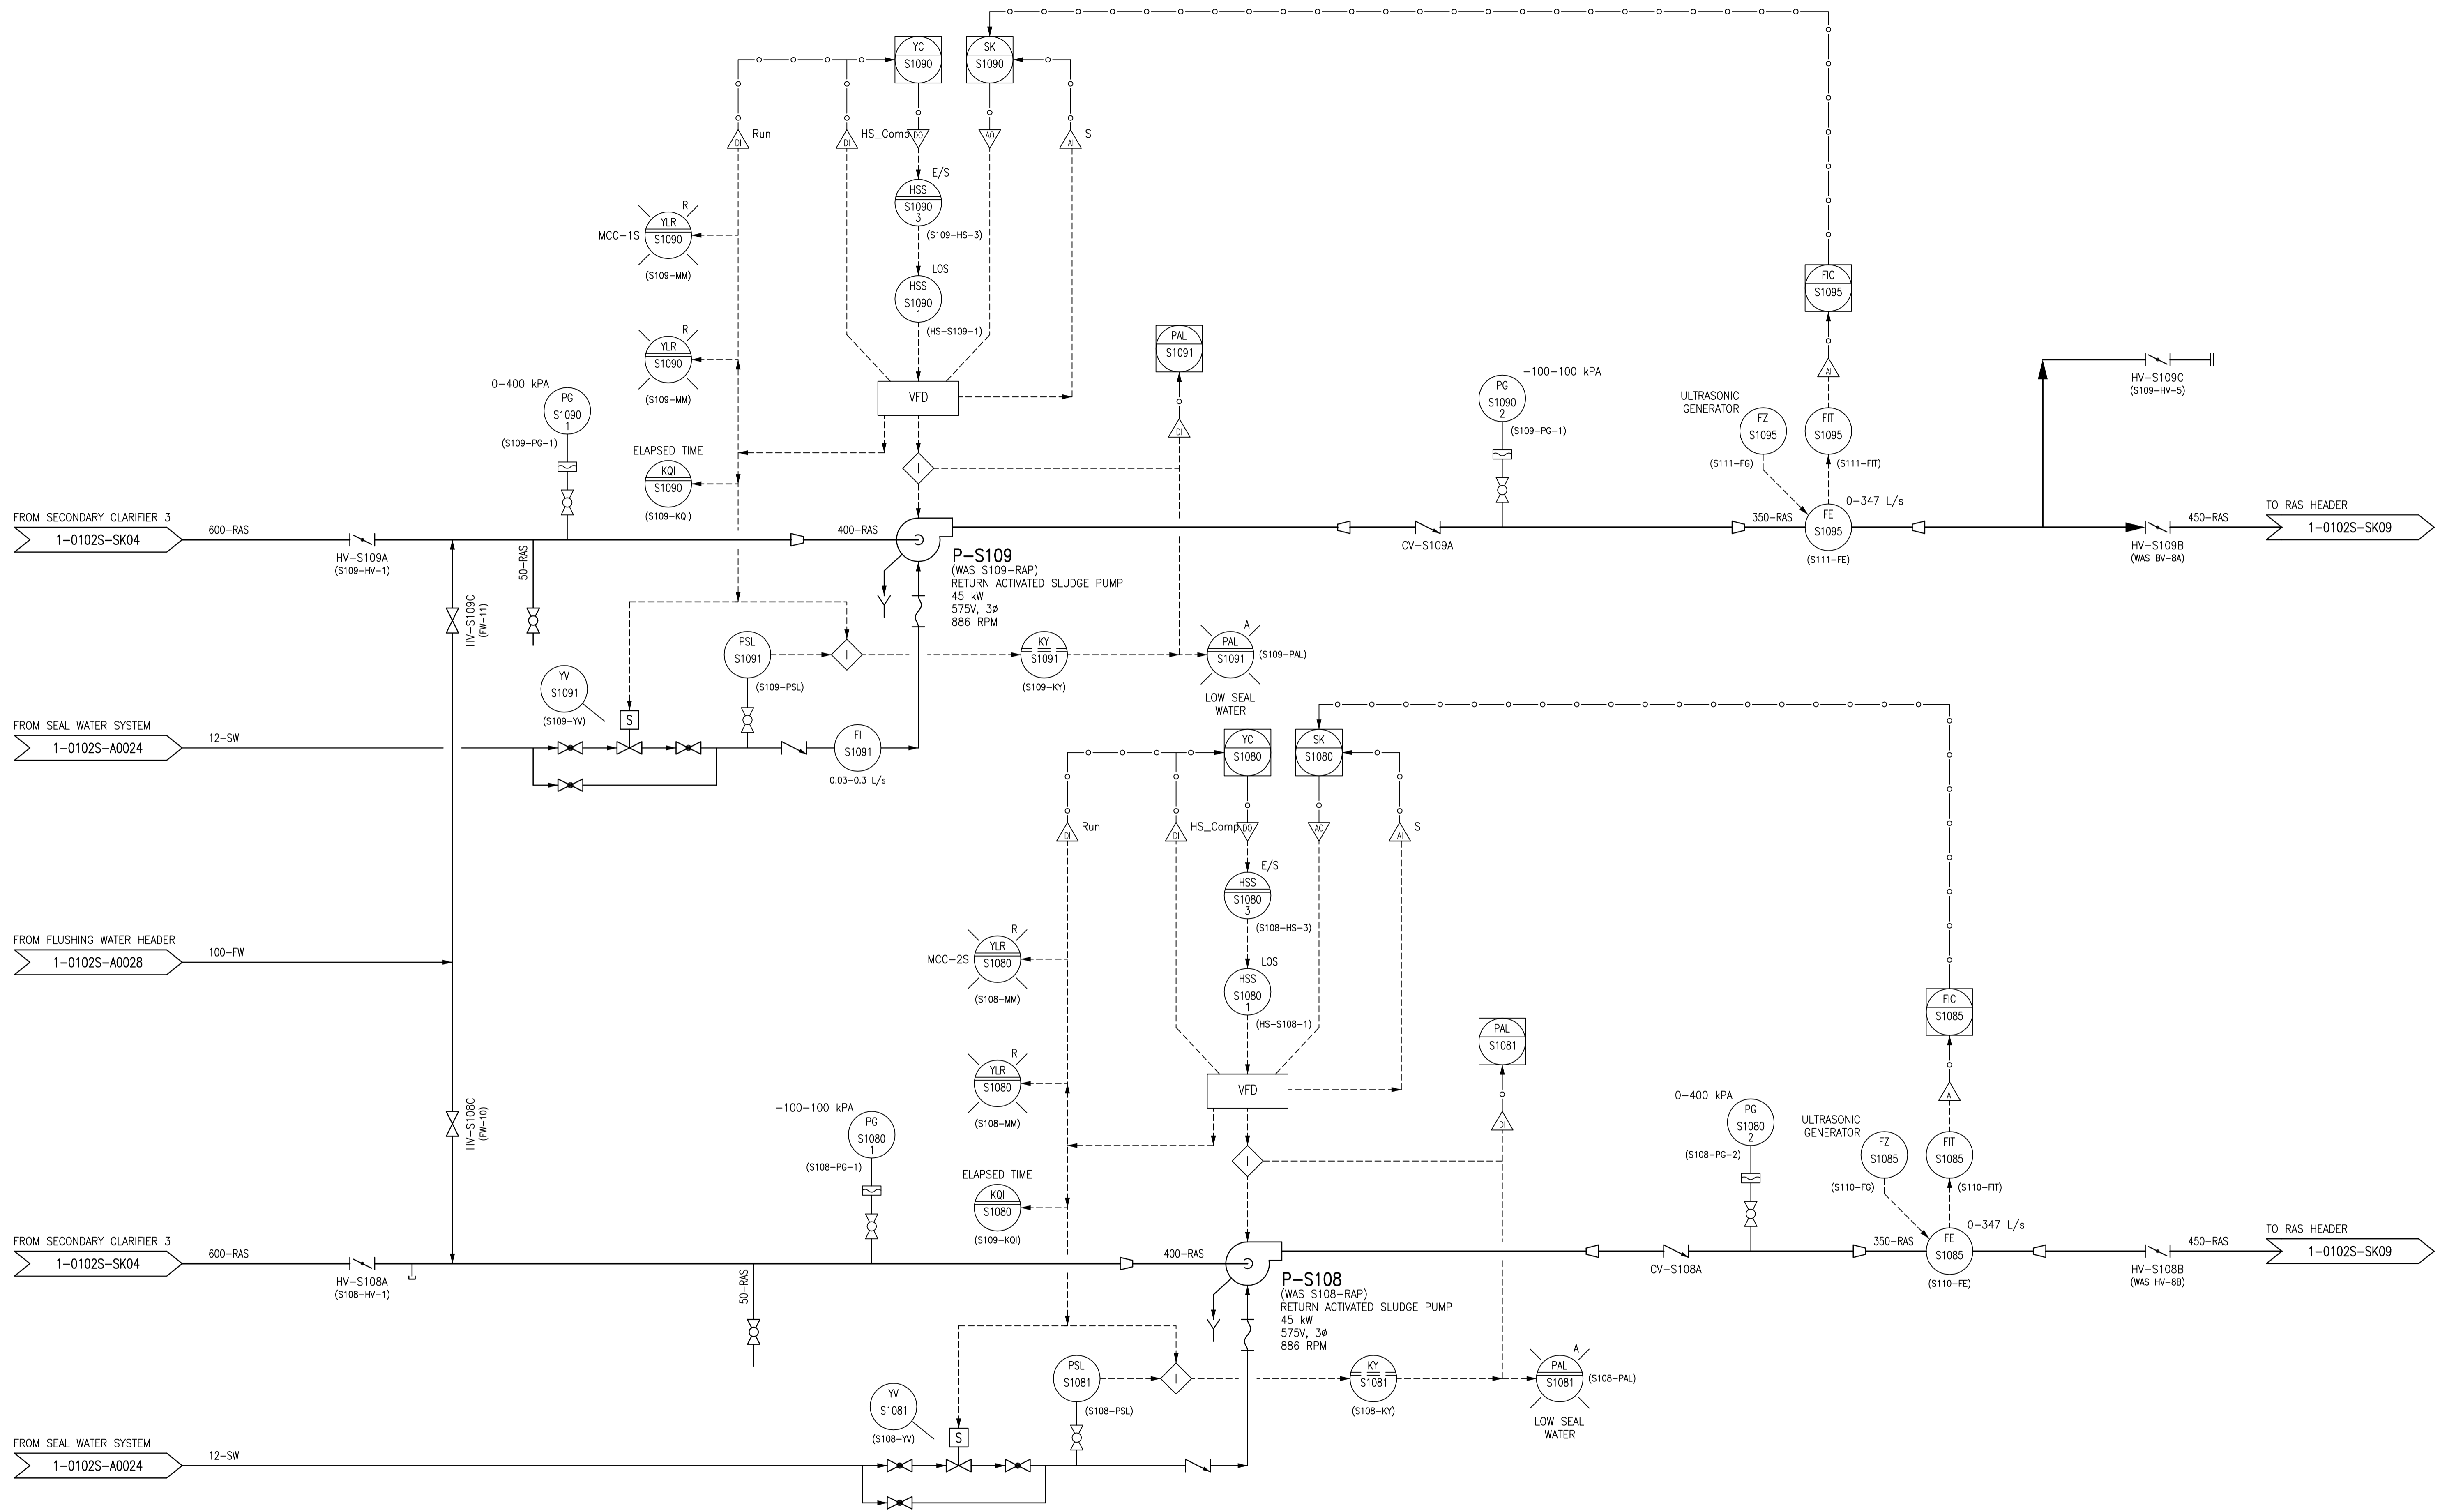 YC
S1090
SK
S1090
DI
Run
DI
HS_Comp
DO
AO
AI
S
E/S
HSS
S1090
3
(S109-HS-3)
R
MCC-1S
YLR
S1090
(S109-MM)
LOS
HSS
S1090
1
(HS-S109-1)
FIC
S1095
R
YLR
S1090
(S109-MM)
PAL
S1091
VFD
AI
HV-S109C
(S109-HV-5)
0-400 kPA
PG
S1090
1
(S109-PG-1)
-100-100 kPA
PG
S1090
2
(S109-PG-1)
DI
ULTRASONIC
GENERATOR
FZ
S1095
(S111-FG)
FIT
S1095
(S111-FIT)
ELAPSED TIME
KQI
S1090
(S109-KQI)
I
FROM SECONDARY CLARIFIER 3
1-0102S-SK04
600-RAS
HV-S109A
(S109-HV-1)
50-RAS
400-RAS
P-S109
(WAS S109-RAP)
RETURN ACTIVATED SLUDGE PUMP
45 kW
575V, 3ø
886 RPM
CV-S109A
350-RAS
0-347 L/s
FE
S1095
(S111-FE)
HV-S109B
(WAS BV-8A)
450-RAS
TO RAS HEADER
1-0102S-SK09
HV-S109C
(FW-11)
PSL
S1091
(S109-PSL)
I
KY
S1091
(S109-KY)
A
PAL
S1091
(S109-PAL)
LOW SEAL
WATER
YV
S1091
(S109-YV)
S
FROM SEAL WATER SYSTEM
1-0102S-A0024
12-SW
FI
S1091
0.03-0.3 L/s
YC
S1080
SK
S1080
DI
Run
DI
HS_Comp
DO
AO
AI
S
E/S
HSS
S1080
3
(S108-HS-3)
R
MCC-2S
YLR
S1080
(S108-MM)
FROM FLUSHING WATER HEADER
1-0102S-A0028
100-FW
LOS
HSS
S1080
1
(HS-S108-1)
FIC
S1085
R
YLR
S1080
(S108-MM)
PAL
S1081
VFD
AI
HV-S108C
(FW-10)
-100-100 kPA
PG
S1080
1
(S108-PG-1)
0-400 kPA
PG
S1080
2
(S108-PG-2)
DI
ULTRASONIC
GENERATOR
FZ
S1085
(S110-FG)
FIT
S1085
(S110-FIT)
ELAPSED TIME
KQI
S1080
(S109-KQI)
I
FROM SECONDARY CLARIFIER 3
1-0102S-SK04
600-RAS
HV-S108A
(S108-HV-1)
50-RAS
400-RAS
P-S108
(WAS S108-RAP)
RETURN ACTIVATED SLUDGE PUMP
45 kW
575V, 3ø
886 RPM
CV-S108A
350-RAS
0-347 L/s
FE
S1085
(S110-FE)
HV-S108B
(WAS HV-8B)
450-RAS
TO RAS HEADER
1-0102S-SK09
PSL
S1081
(S108-PSL)
I
KY
S1081
(S108-KY)
A
PAL
S1081
(S108-PAL)
LOW SEAL
WATER
YV
S1081
(S108-YV)
S
FROM SEAL WATER SYSTEM
1-0102S-A0024
12-SW